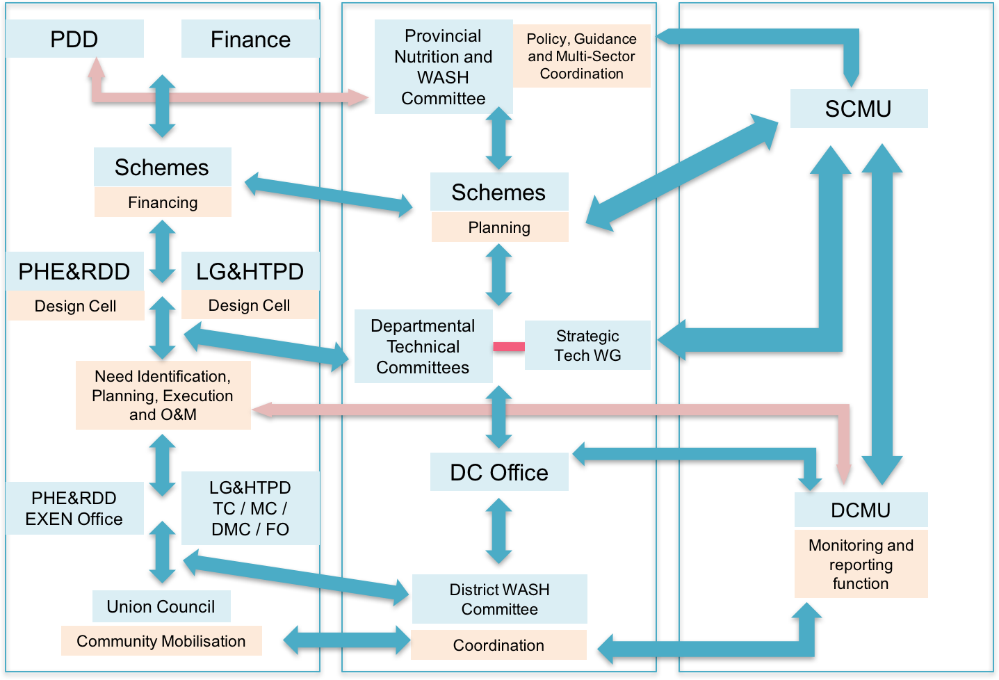 PDD
Finance
Schemes
Financing
PHE&RDD
Design Cell
LG&HTPD
Design Cell
Need Identification,
Planning, Execution
and O&M
PHE&RDD
EXEN Office
LG&HTPD
TC / MC /
DMC / FO
Union Council
Community Mobilisation
Provincial
Nutrition and
WASH
Committee
Policy, Guidance
and Multi-Sector
Coordination
Schemes
Planning
Departmental
Technical
Committees
Strategic
Tech WG
DC Office
District WASH
Committee
Coordination
SCMU
DCMU
Monitoring and
reporting
function